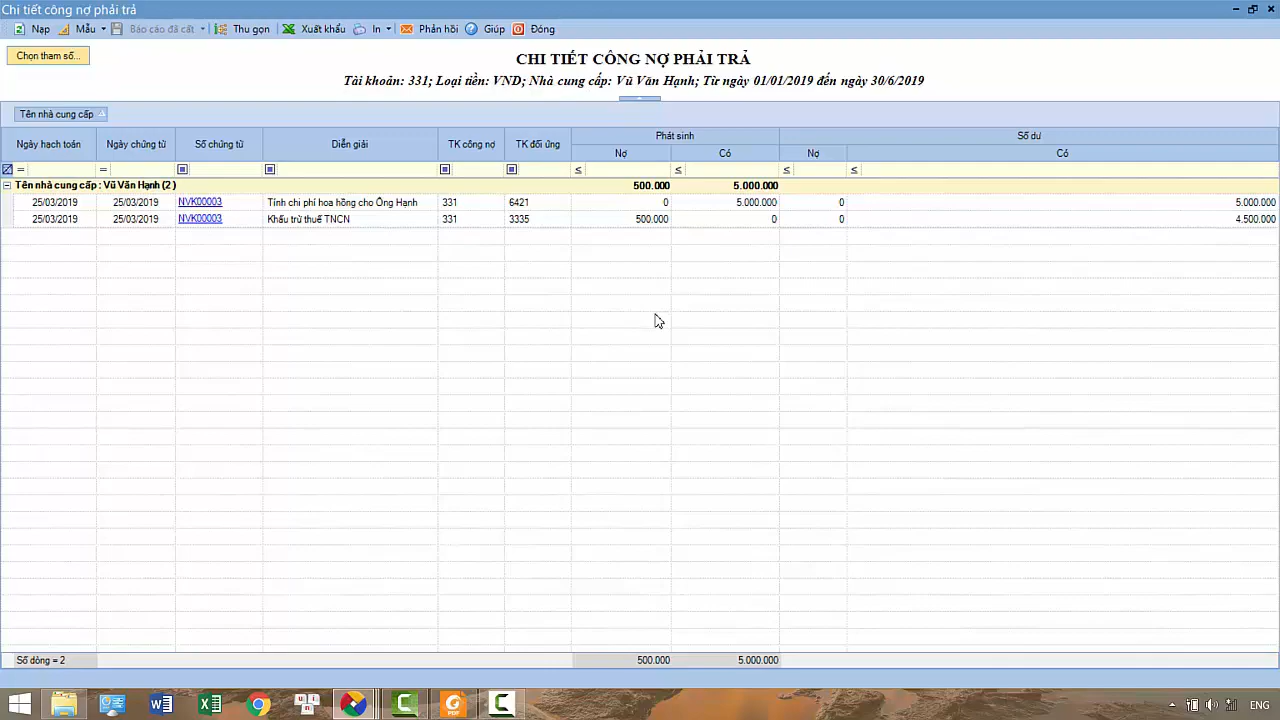 Chi tiết công nợ phải trả
Nạp Mẫu Báo cáo đã cất Thu gọn Xuất khẩu In Phản hồi Giúp Đóng
Chọn tham số...
CHI TIẾT CÔNG NỢ PHẢI TRẢ
Tài khoản: 331; Loại tiền: VND; Nhà cung cấp: Vũ Văn Hạnh; Từ ngày 01/01/2019 đến ngày 30/6/2019
Tên nhà cung cấp
Phát sinh Số dư
Ngày hạch toán Ngày chứng từ Số chứng từ Diễn giải TK công nợ TK đối ứng
Nợ Có Nợ Có
= = ≤ ≤ ≤ ≤
Tên nhà cung cấp : Vũ Văn Hạnh (2 ) 500.000 5.000.000
25/03/2019 25/03/2019 NVK00003 Tính chi phí hoa hồng cho Ông Hạnh 331 6421 0 5.000.000 0 5.000.000
25/03/2019 25/03/2019 NVK00003 Khấu trừ thuế TNCN 331 3335 500.000 0 0 4.500.000
Số dòng = 2 500.000 5.000.000
ENG